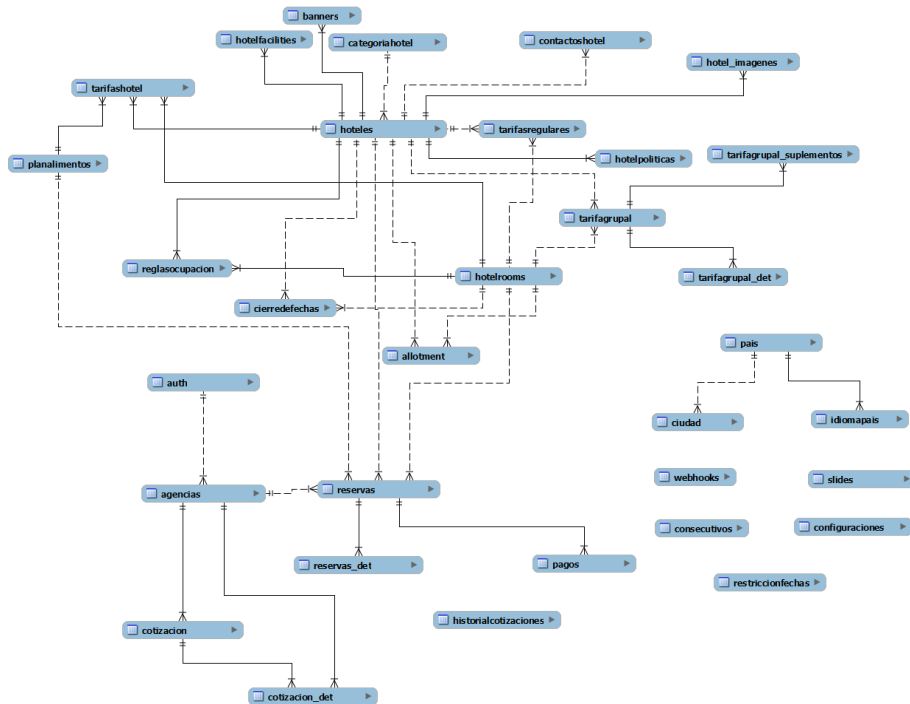 banners
hotelfacilities
categoriahotel
contactoshotel
hotel_imagenes
tarifashotel
hoteles
tarifasregulares
planalimentos
hotelpoliticas
tarifagrupal_suplementos
tarifagrupal
reglasocupacion
hotelrooms
tarifagrupal_det
cierredefechas
allotment
pais
auth
ciudad
idiomapais
webhooks
slides
agencias
reservas
consecutivos
configuraciones
reservas_det
pagos
restriccionfechas
historialcotizaciones
cotizacion
cotizacion_det